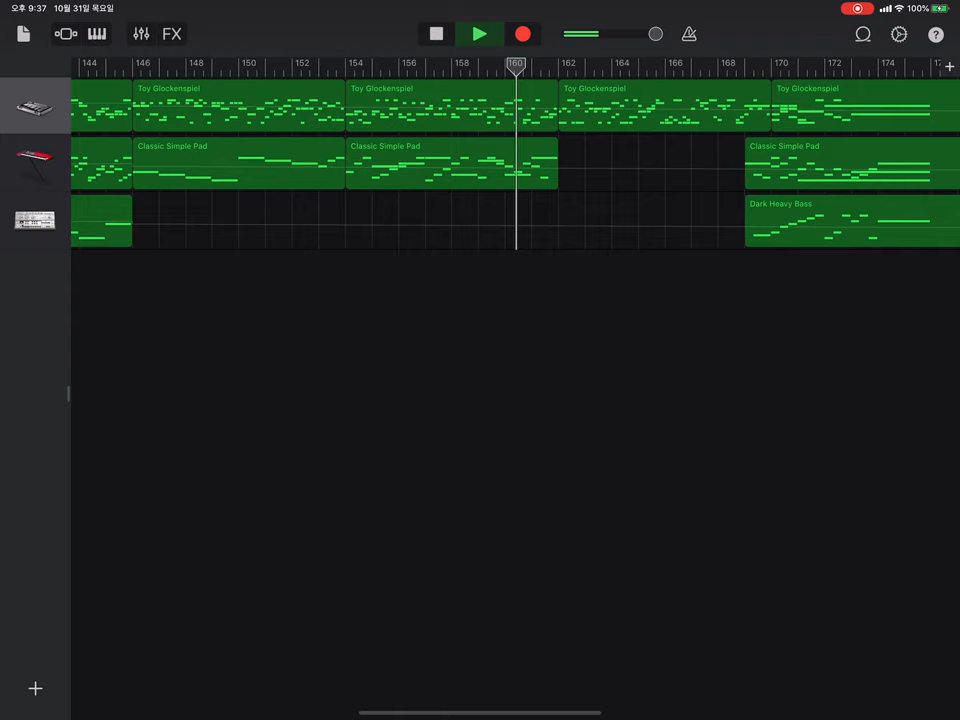 오후 9:37 10월 31일 목요일 100%
FX
144 146 148 150 152 154 156 158 160 162 164 166 168 170 172 174
Toy Glockenspiel Toy Glockenspiel Toy Glockenspiel Toy Glockenspiel
Classic Simple Pad Classic Simple Pad Classic Simple Pad
Dark Heavy Bass